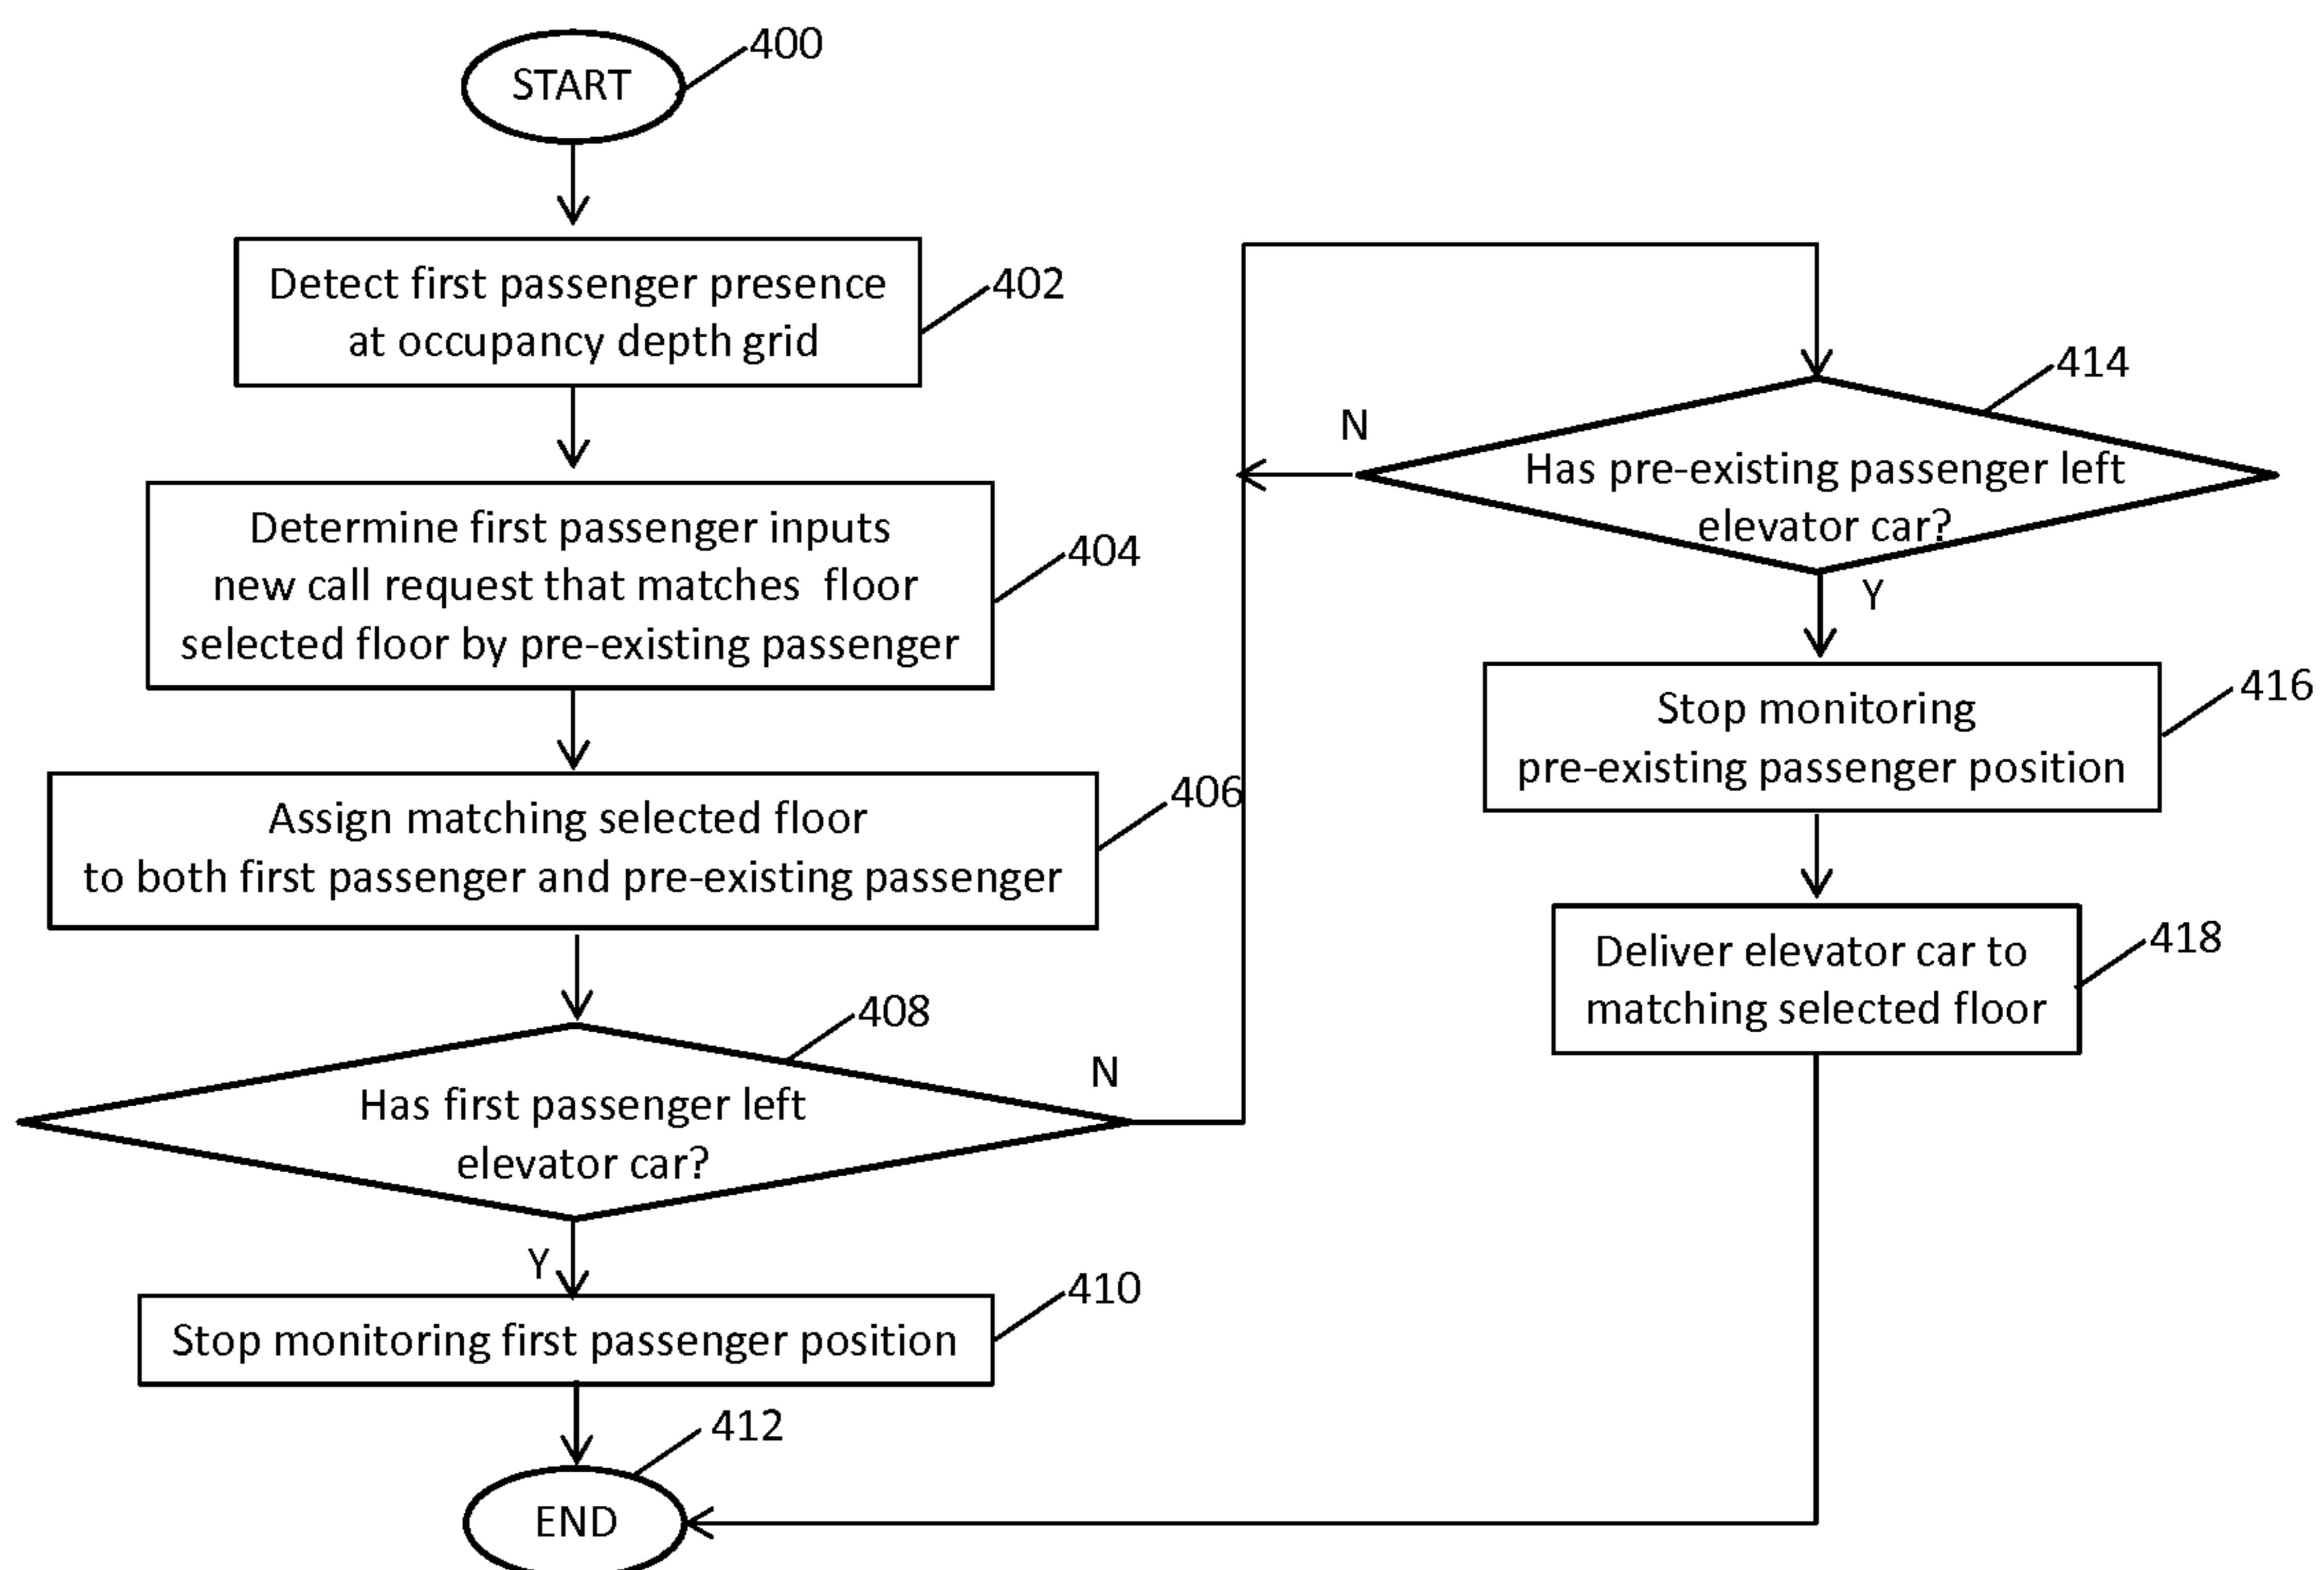 START
400
Detect first passenger presence
at occupancy depth grid
402
Determine first passenger inputs
new call request that matches floor
selected floor by pre-existing passenger
404
Assign matching selected floor
to both first passenger and pre-existing passenger
406
Has first passenger left
elevator car?
408
N
Y
Stop monitoring first passenger position
410
END
412
Has pre-existing passenger left
elevator car?
414
N
Y
Stop monitoring
pre-existing passenger position
416
Deliver elevator car to
matching selected floor
418